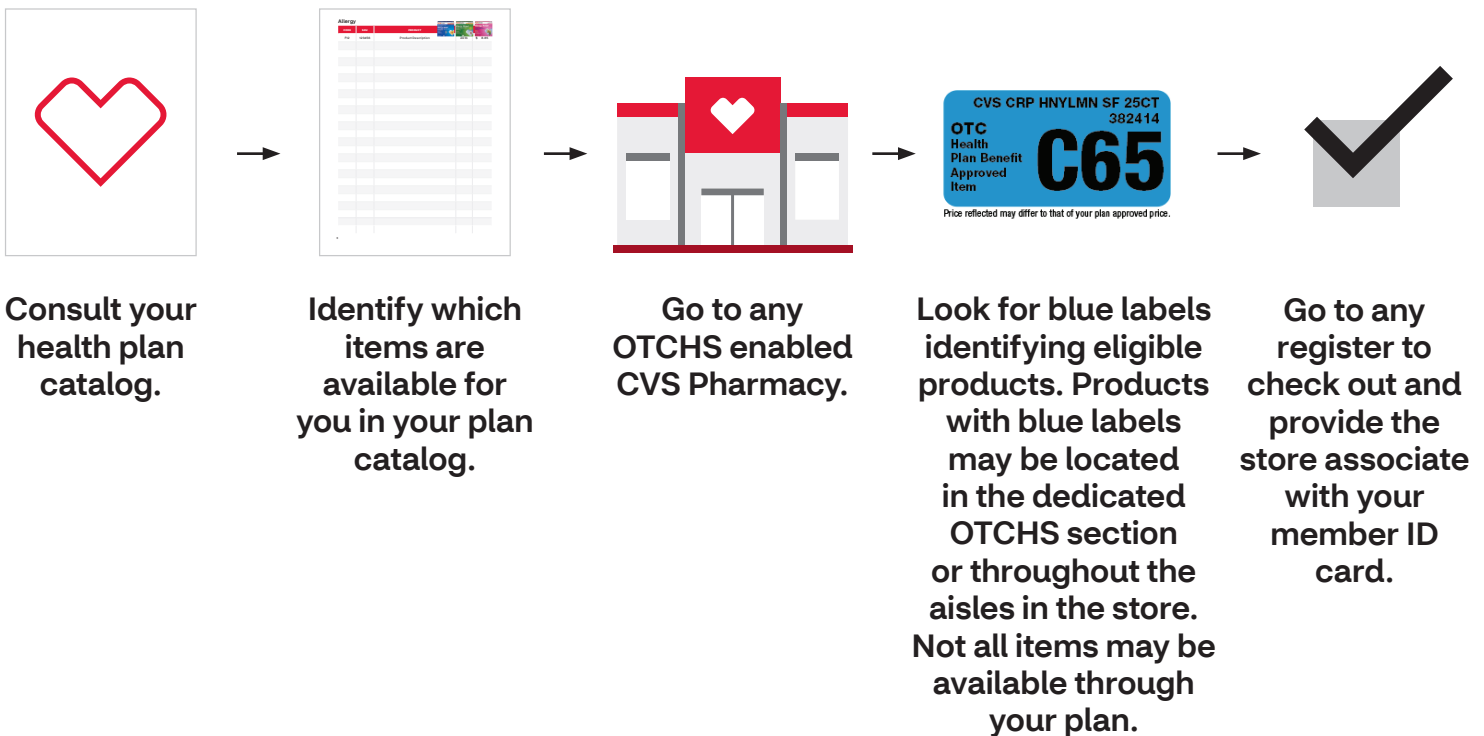 Allergy
Consult your
health plan
catalog.
Identify which
items are
available for
you in your plan
catalog.
Go to any
OTCHS enabled
CVS Pharmacy.
CVS CRP HNYLMN SF 25CT
382414
OTC
Health
Plan Benefit
Approved
Item
C65
Price reflected may differ to that of your plan approved price.
Look for blue labels
identifying eligible
products. Products
with blue labels
may be located
in the dedicated
OTCHS section
or throughout the
aisles in the store.
Not all items may be
available through
your plan.
Go to any
register to
check out and
provide the
store associate
with your
member ID
card.